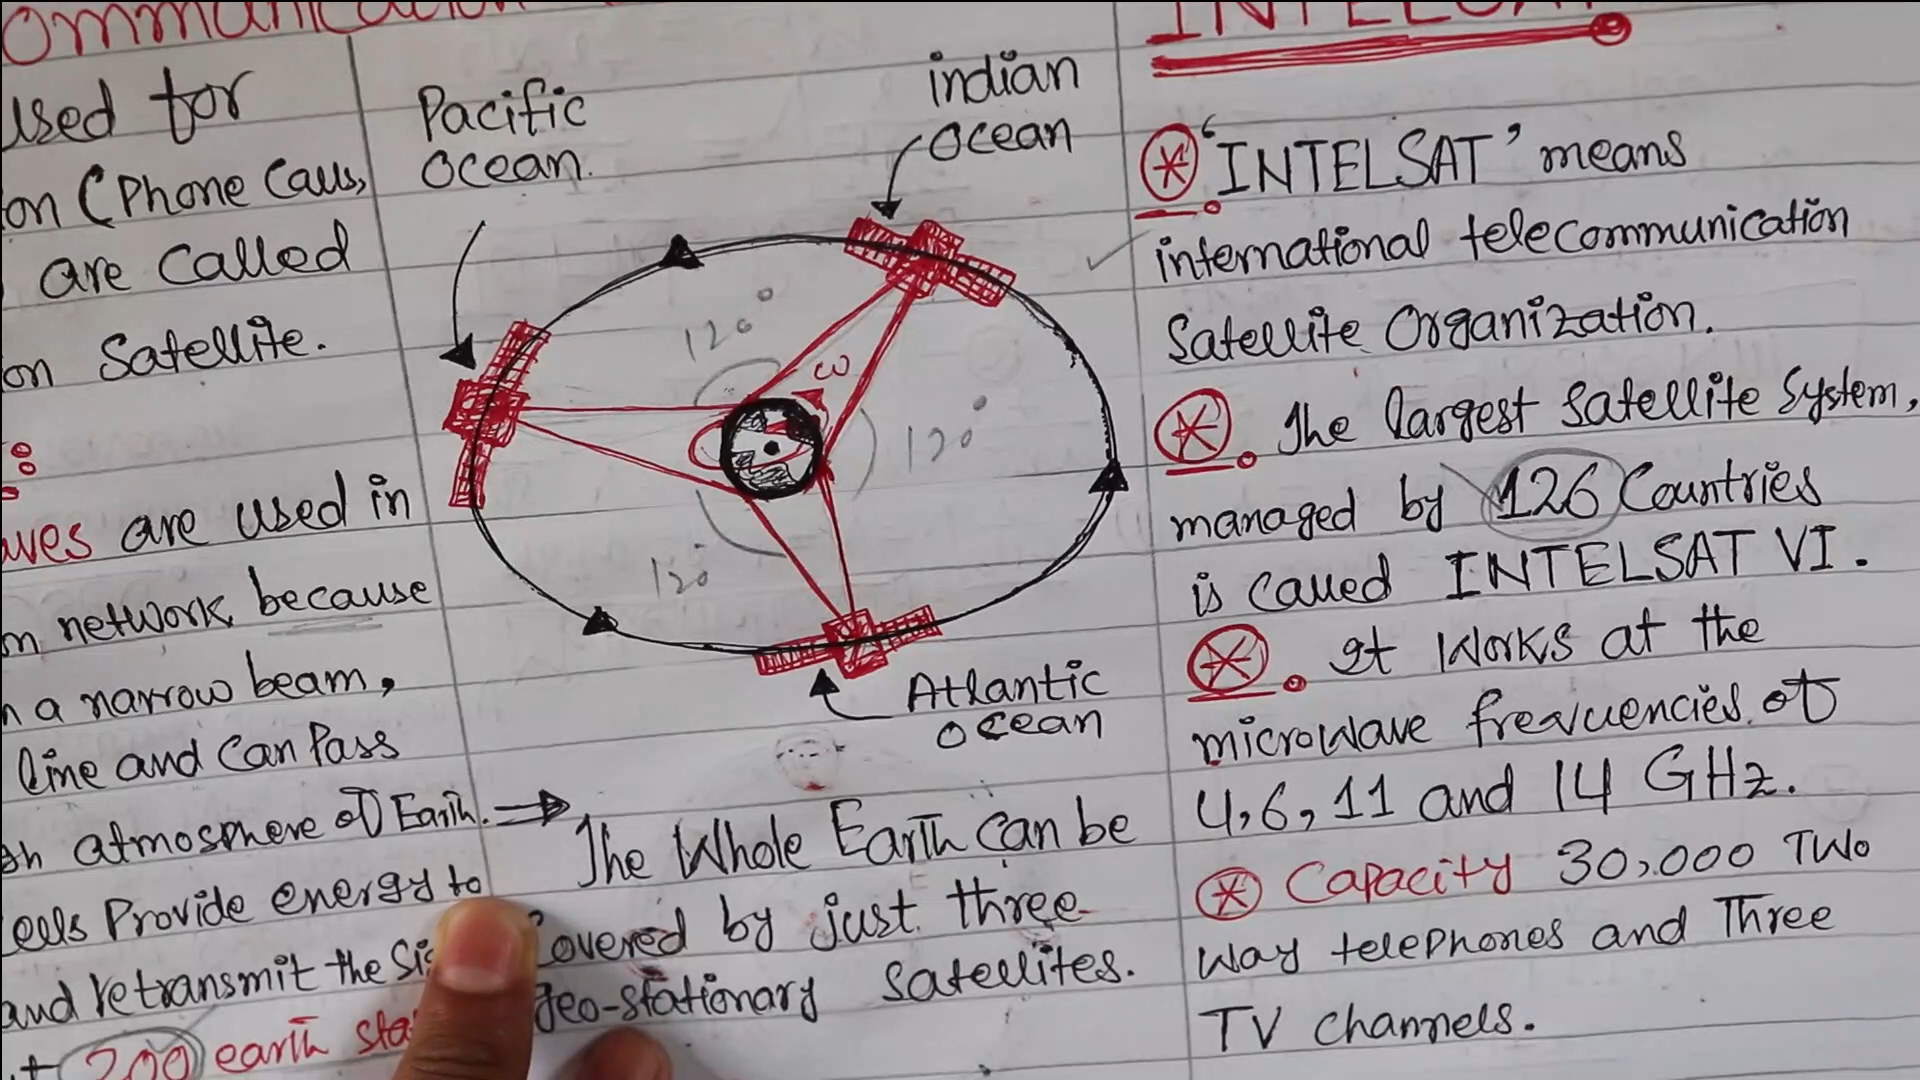 ommunication
used for
on (Phone Calls,
are Called
on Satellite.
aves are used in
network because
n a narrow beam,
line and Can Pass
atmosphere of Earth.
eells Provide energy to
and retransmit the Sig
200 earth sta
Pacific
Ocean.
indian
Ocean
120°
ω
120°
120°
Atlantic
Ocean
⇒ The Whole Earth Can be
Covered by just three
geo-stationary Satellites.
INTELSAT
'INTELSAT' means
international telecommunication
Satellite Organization.
The largest Satellite System,
managed by 126 Countries
is Called INTELSAT VI.
It Works at the
microwave frequencies of
4,6,11 and 14 GHz.
Capacity 30,000 Two
Way telephones and Three
TV Channels.